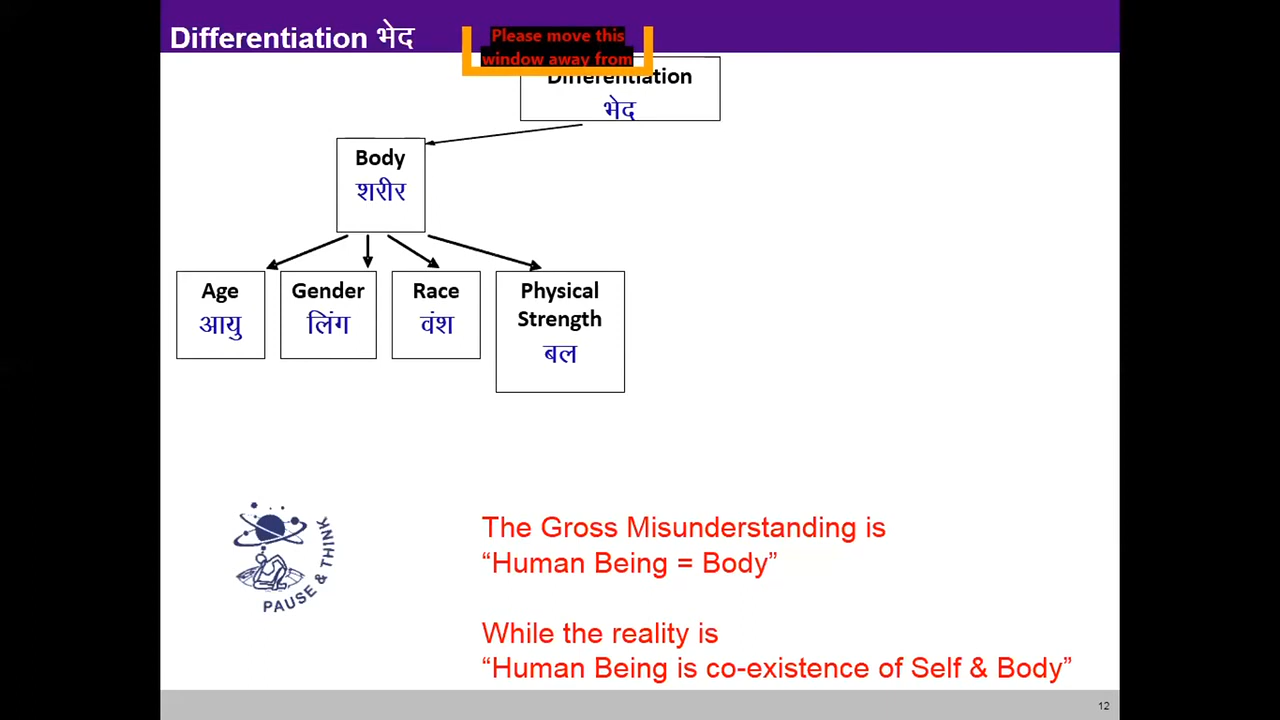 Differentiation भेद
Please move this
window away from
Differentiation
भेद
Body
शरीर
Age
आयु
Gender
लिंग
Race
वंश
Physical
Strength
बल
PAUSE & THINK
The Gross Misunderstanding is
“Human Being = Body”
While the reality is
“Human Being is co-existence of Self & Body”
12